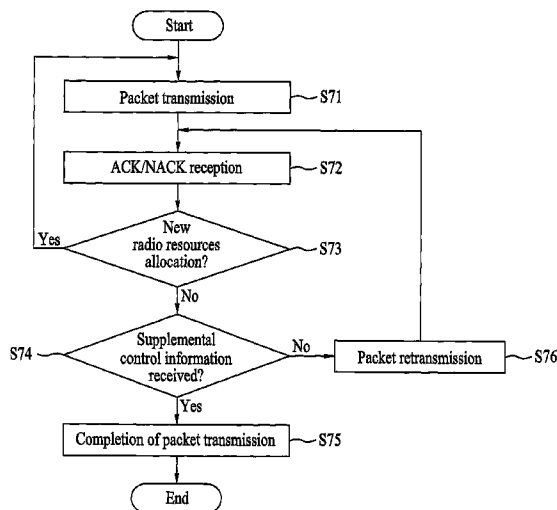 Start
Packet transmission
S71
ACK/NACK reception
S72
New
radio resources
allocation?
S73
Yes
No
S74
Supplemental
control information
received?
No
Packet retransmission
S76
Yes
Completion of packet transmission
S75
End